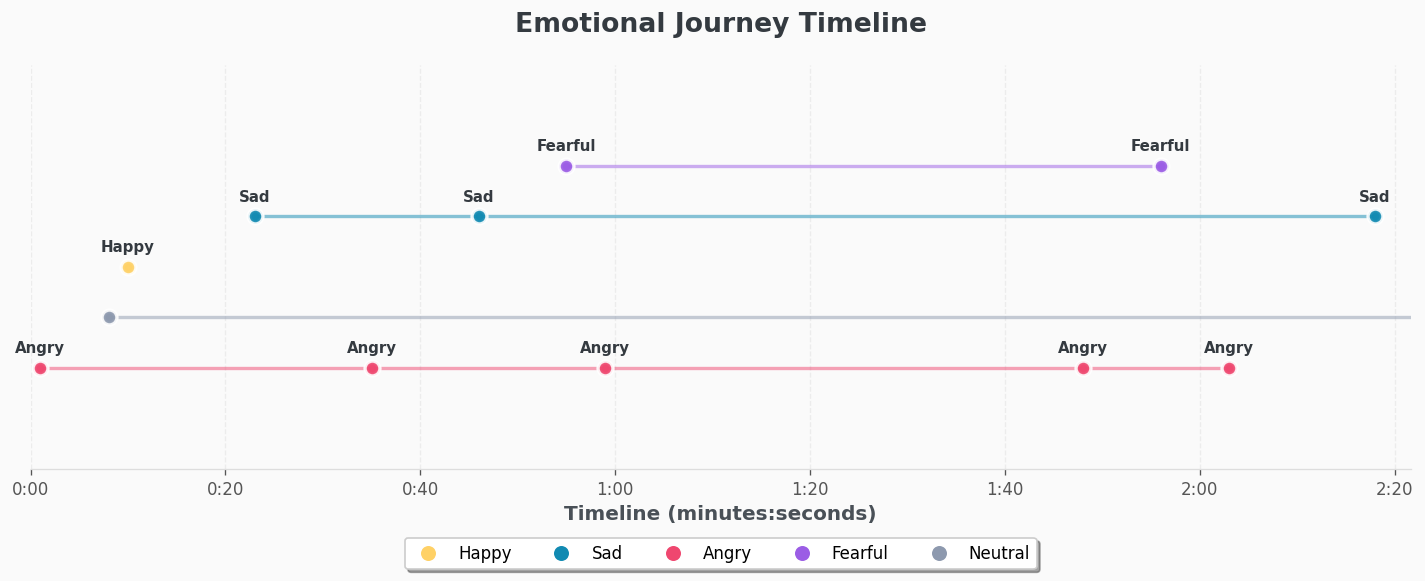 Emotional Journey Timeline
Fearful Fearful
Sad Sad Sad
Happy
Angry Angry Angry Angry Angry
0:00 0:20 0:40 1:00 1:20 1:40 2:00 2:20
Timeline (minutes:seconds)
Happy Sad Angry Fearful Neutral